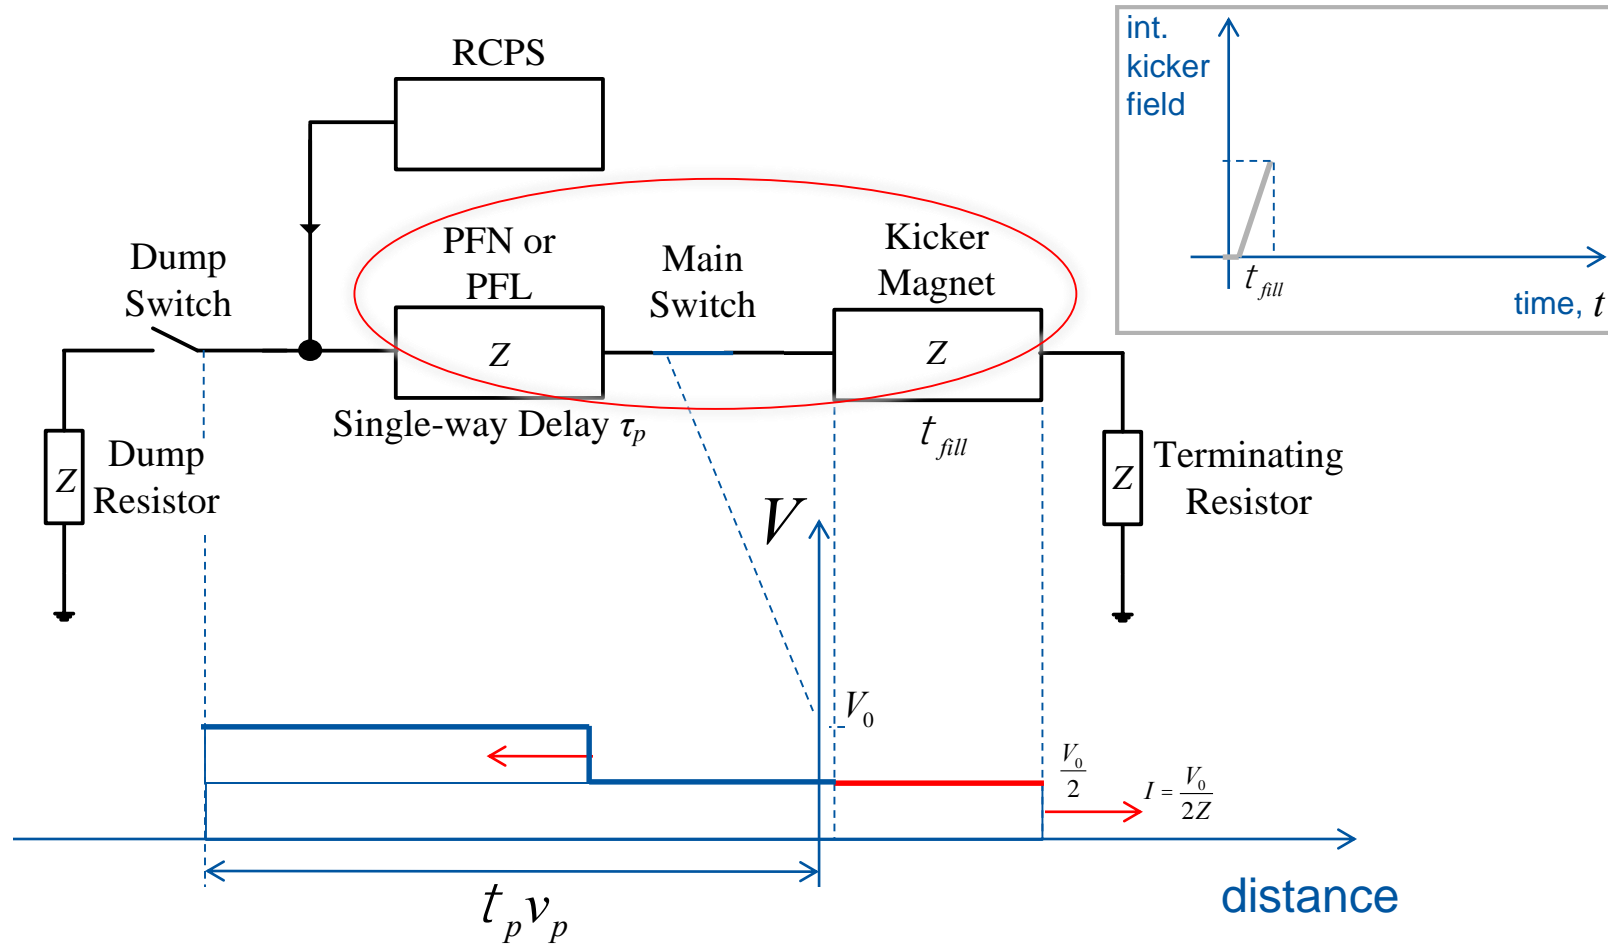 RCPS
int.
kicker
field
t_fill
time, t
Dump
Switch
PFN or
PFL
Main
Switch
Kicker
Magnet
Z
Z
Single-way Delay τ_p
t_fill
Z
Dump
Resistor
Z
Terminating
Resistor
V
V_0
V_0/2
I = V_0/2Z
t_p v_p
distance